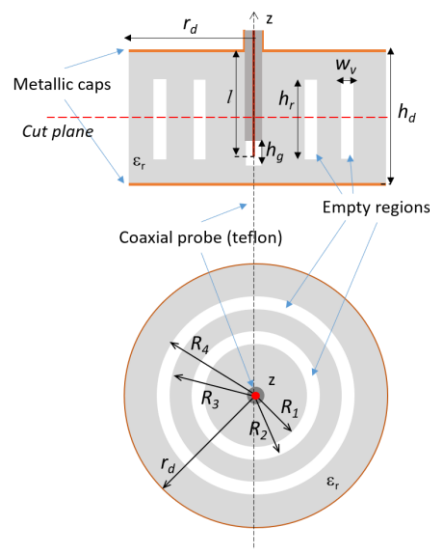 r_d
z
Metallic caps
w_v
l
h_r
h_d
Cut plane
h_g
ε_r
Empty regions
Coaxial probe (teflon)
R_4
z
R_3
R_1
R_2
r_d
ε_r